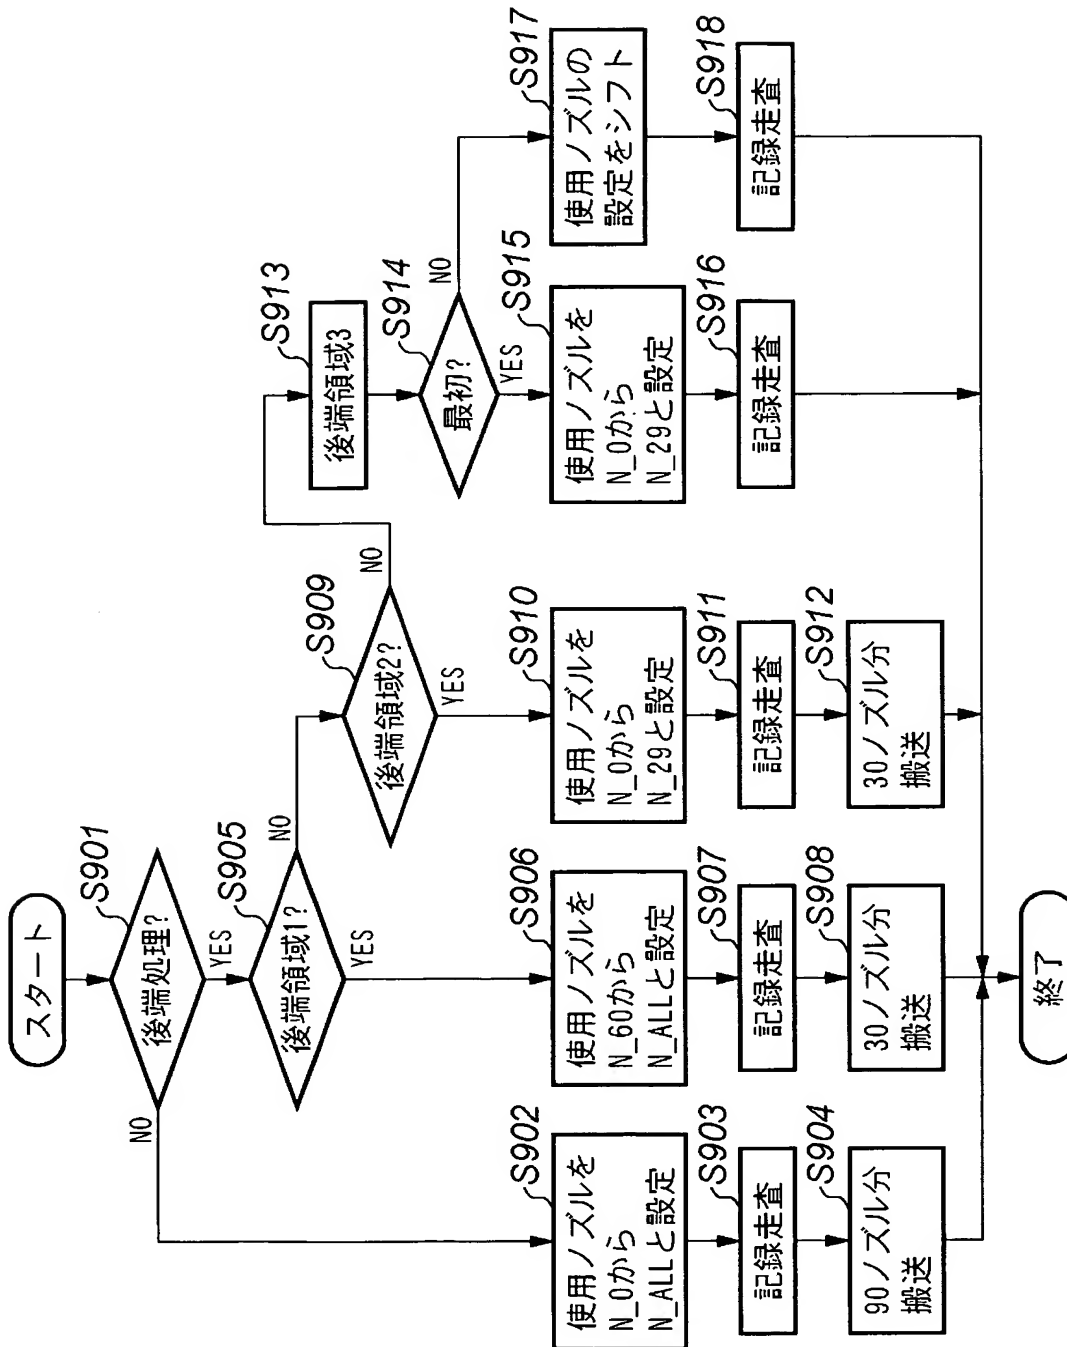 スタート
S901
後端処理?
NO
YES
S902
使用ノズルを
N_0から
N_ALLと設定
S903
記録走査
S904
90ノズル分
搬送
S905
後端領域1?
NO
YES
S906
使用ノズルを
N_60から
N_ALLと設定
S907
記録走査
S908
30ノズル分
搬送
S909
後端領域2?
NO
YES
S910
使用ノズルを
N_0から
N_29と設定
S911
記録走査
S912
30ノズル分
搬送
S913
後端領域3
S914
最初?
NO
YES
S915
使用ノズルを
N_0から
N_29と設定
S916
記録走査
S917
使用ノズルの
設定をシフト
S918
記録走査
終了